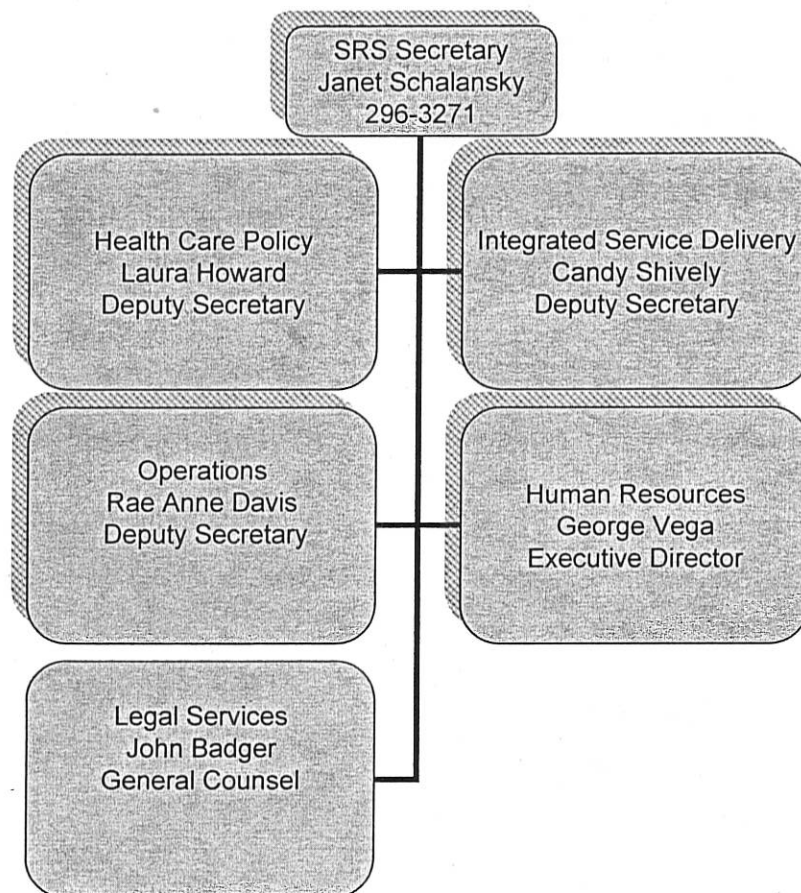 SRS Secretary
Janet Schalansky
296-3271
Health Care Policy
Laura Howard
Deputy Secretary
Integrated Service Delivery
Candy Shively
Deputy Secretary
Operations
Rae Anne Davis
Deputy Secretary
Human Resources
George Vega
Executive Director
Legal Services
John Badger
General Counsel